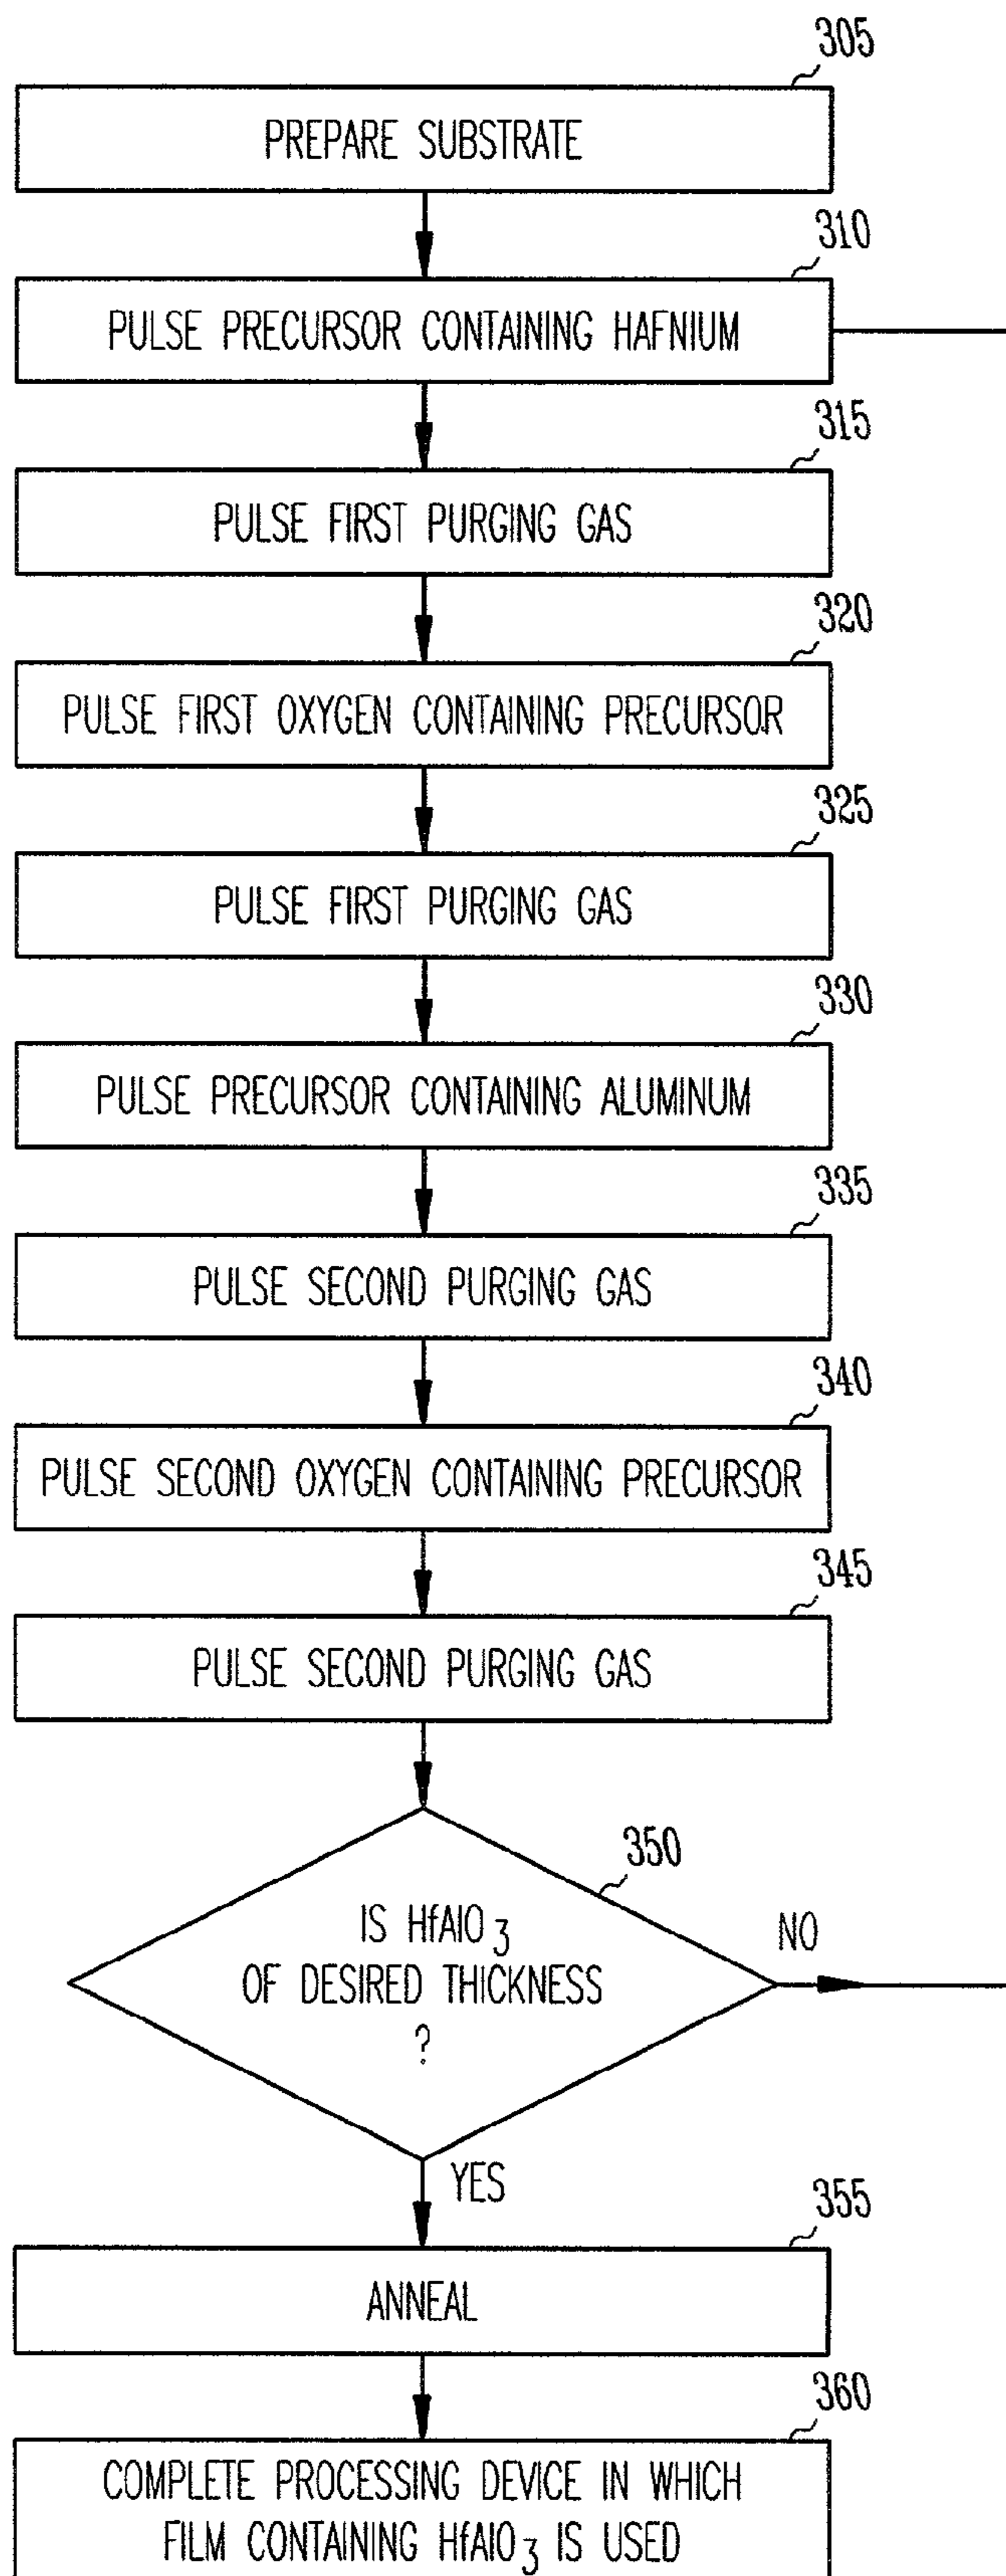 305
PREPARE SUBSTRATE
310
PULSE PRECURSOR CONTAINING HAFNIUM
315
PULSE FIRST PURGING GAS
320
PULSE FIRST OXYGEN CONTAINING PRECURSOR
325
PULSE FIRST PURGING GAS
330
PULSE PRECURSOR CONTAINING ALUMINUM
335
PULSE SECOND PURGING GAS
340
PULSE SECOND OXYGEN CONTAINING PRECURSOR
345
PULSE SECOND PURGING GAS
350
IS HfAlO3
OF DESIRED THICKNESS
?
NO
YES
355
ANNEAL
360
COMPLETE PROCESSING DEVICE IN WHICH
FILM CONTAINING HfAlO3 IS USED